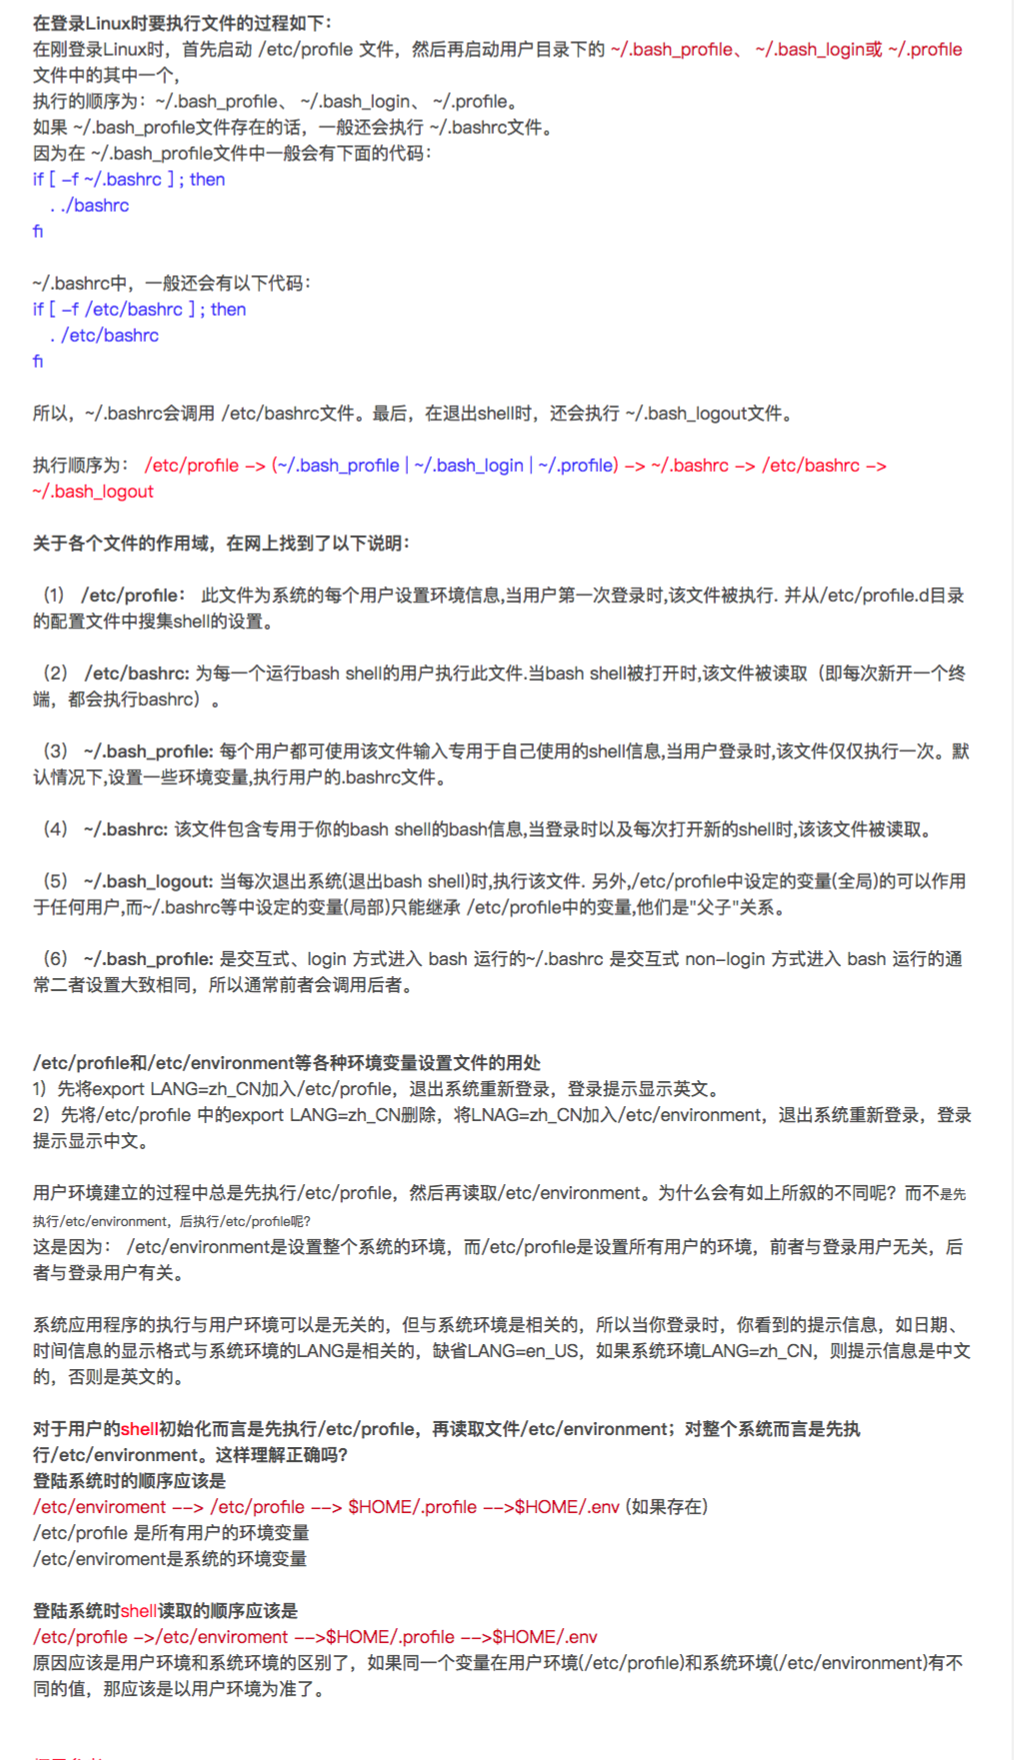 在登录Linux时要执行文件的过程如下：
在刚登录Linux时，首先启动 /etc/profile 文件，然后再启动用户目录下的 ~/.bash_profile、 ~/.bash_login或 ~/.profile
文件中的其中一个，
执行的顺序为：~/.bash_profile、 ~/.bash_login、 ~/.profile。
如果 ~/.bash_profile文件存在的话，一般还会执行 ~/.bashrc文件。
因为在 ~/.bash_profile文件中一般会有下面的代码：
if [ -f ~/.bashrc ] ; then
. ./bashrc
fi
~/.bashrc中，一般还会有以下代码：
if [ -f /etc/bashrc ] ; then
. /etc/bashrc
fi
所以，~/.bashrc会调用 /etc/bashrc文件。最后，在退出shell时，还会执行 ~/.bash_logout文件。
执行顺序为： /etc/profile -> (~/.bash_profile | ~/.bash_login | ~/.profile) -> ~/.bashrc -> /etc/bashrc ->
~/.bash_logout
关于各个文件的作用域，在网上找到了以下说明：
（1） /etc/profile： 此文件为系统的每个用户设置环境信息,当用户第一次登录时,该文件被执行. 并从/etc/profile.d目录
的配置文件中搜集shell的设置。
（2） /etc/bashrc: 为每一个运行bash shell的用户执行此文件.当bash shell被打开时,该文件被读取（即每次新开一个终
端，都会执行bashrc）。
（3） ~/.bash_profile: 每个用户都可使用该文件输入专用于自己使用的shell信息,当用户登录时,该文件仅仅执行一次。默
认情况下,设置一些环境变量,执行用户的.bashrc文件。
（4） ~/.bashrc: 该文件包含专用于你的bash shell的bash信息,当登录时以及每次打开新的shell时,该该文件被读取。
（5） ~/.bash_logout: 当每次退出系统(退出bash shell)时,执行该文件. 另外,/etc/profile中设定的变量(全局)的可以作用
于任何用户,而~/.bashrc等中设定的变量(局部)只能继承 /etc/profile中的变量,他们是"父子"关系。
（6） ~/.bash_profile: 是交互式、login 方式进入 bash 运行的~/.bashrc 是交互式 non-login 方式进入 bash 运行的通
常二者设置大致相同，所以通常前者会调用后者。
/etc/profile和/etc/environment等各种环境变量设置文件的用处
1）先将export LANG=zh_CN加入/etc/profile，退出系统重新登录，登录提示显示英文。
2）先将/etc/profile 中的export LANG=zh_CN删除，将LNAG=zh_CN加入/etc/environment，退出系统重新登录，登录
提示显示中文。
用户环境建立的过程中总是先执行/etc/profile，然后再读取/etc/environment。为什么会有如上所叙的不同呢？而不是先
执行/etc/environment，后执行/etc/profile呢?
这是因为： /etc/environment是设置整个系统的环境，而/etc/profile是设置所有用户的环境，前者与登录用户无关，后
者与登录用户有关。
系统应用程序的执行与用户环境可以是无关的，但与系统环境是相关的，所以当你登录时，你看到的提示信息，如日期、
时间信息的显示格式与系统环境的LANG是相关的，缺省LANG=en_US，如果系统环境LANG=zh_CN，则提示信息是中文
的，否则是英文的。
对于用户的shell初始化而言是先执行/etc/profile，再读取文件/etc/environment；对整个系统而言是先执
行/etc/environment。这样理解正确吗?
登陆系统时的顺序应该是
/etc/enviroment --> /etc/profile --> $HOME/.profile -->$HOME/.env (如果存在)
/etc/profile 是所有用户的环境变量
/etc/enviroment是系统的环境变量
登陆系统时shell读取的顺序应该是
/etc/profile ->/etc/enviroment -->$HOME/.profile -->$HOME/.env
原因应该是用户环境和系统环境的区别了，如果同一个变量在用户环境(/etc/profile)和系统环境(/etc/environment)有不
同的值，那应该是以用户环境为准了。